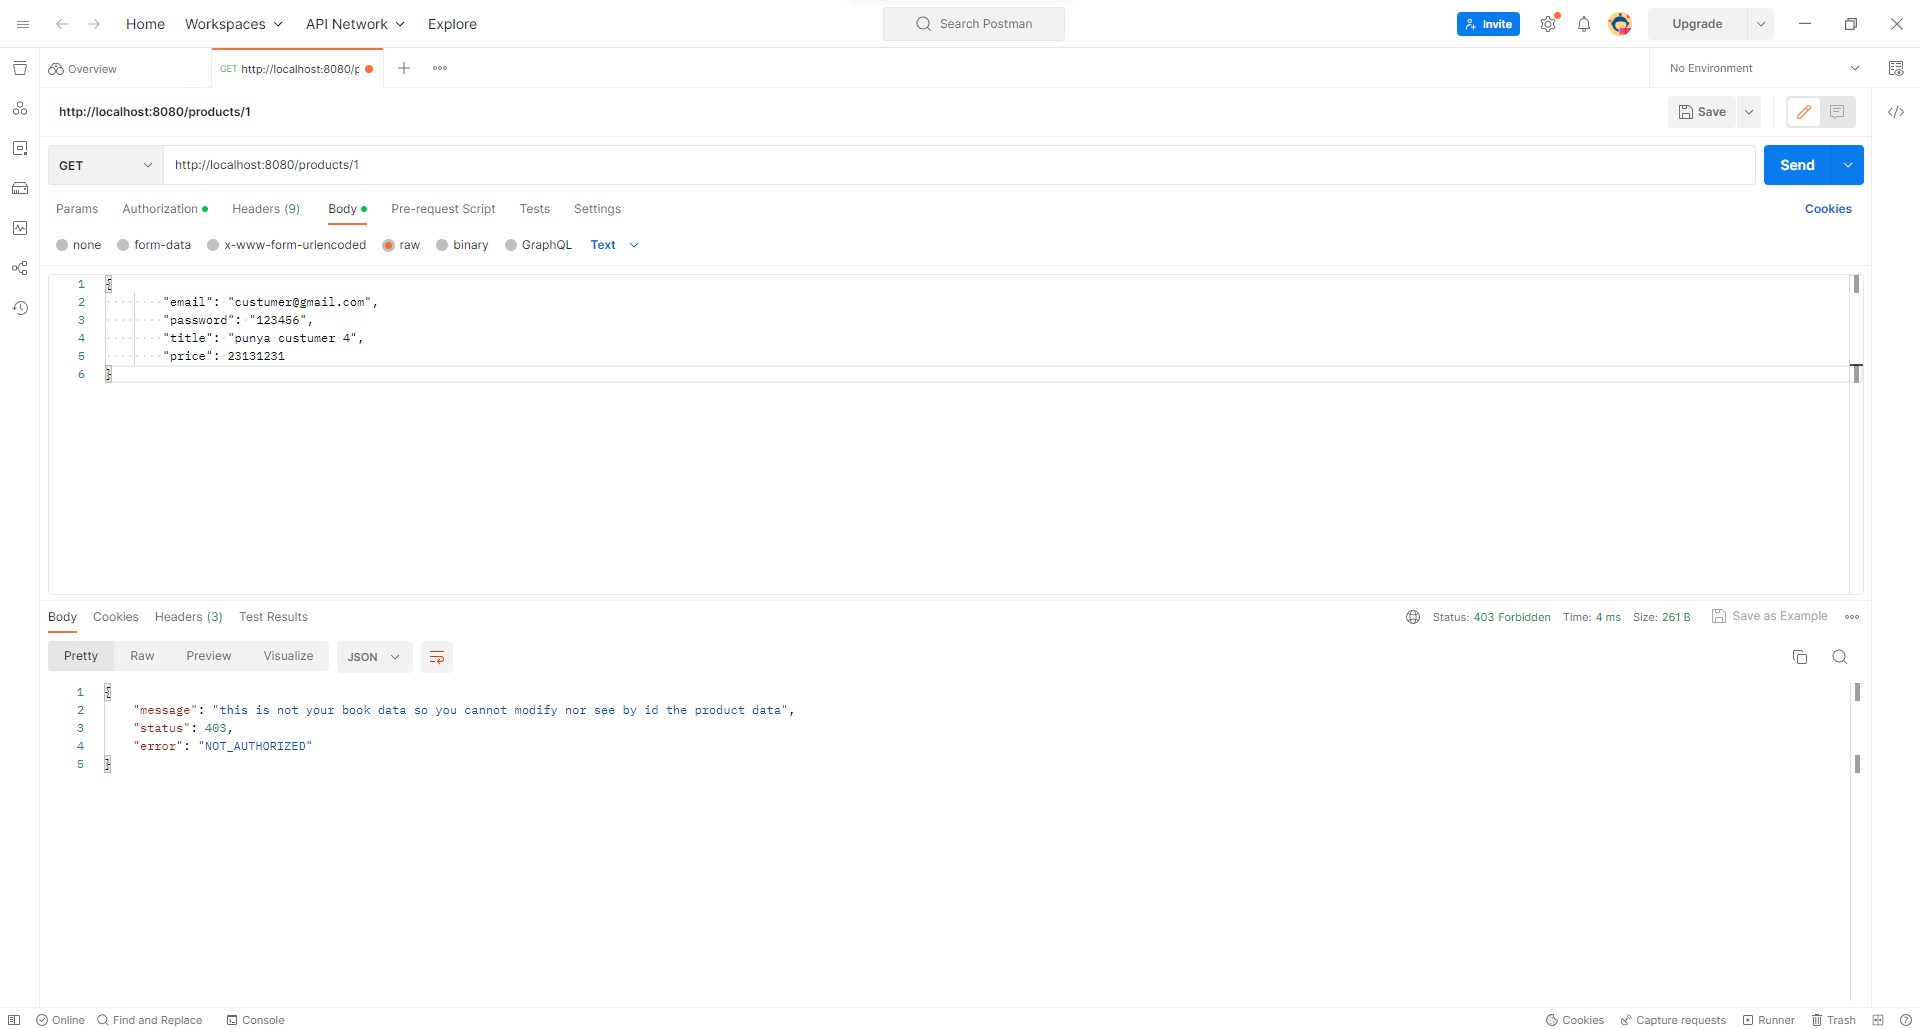 Home Workspaces API Network Explore Search Postman Invite Upgrade
Overview GET http://localhost:8080/p No Environment
http://localhost:8080/products/1 Save
GET http://localhost:8080/products/1 Send
Params Authorization Headers (9) Body Pre-request Script Tests Settings Cookies
none form-data x-www-form-urlencoded raw binary GraphQL Text
1 {
2 "email": "custumer@gmail.com",
3 "password": "123456",
4 "title": "punya custumer 4",
5 "price": 23131231
6 }
Body Cookies Headers (3) Test Results Status: 403 Forbidden Time: 4 ms Size: 261 B Save as Example
Pretty Raw Preview Visualize JSON
1 {
2 "message": "this is not your book data so you cannot modify nor see by id the product data",
3 "status": 403,
4 "error": "NOT_AUTHORIZED"
5 }
Online Find and Replace Console Cookies Capture requests Runner Trash